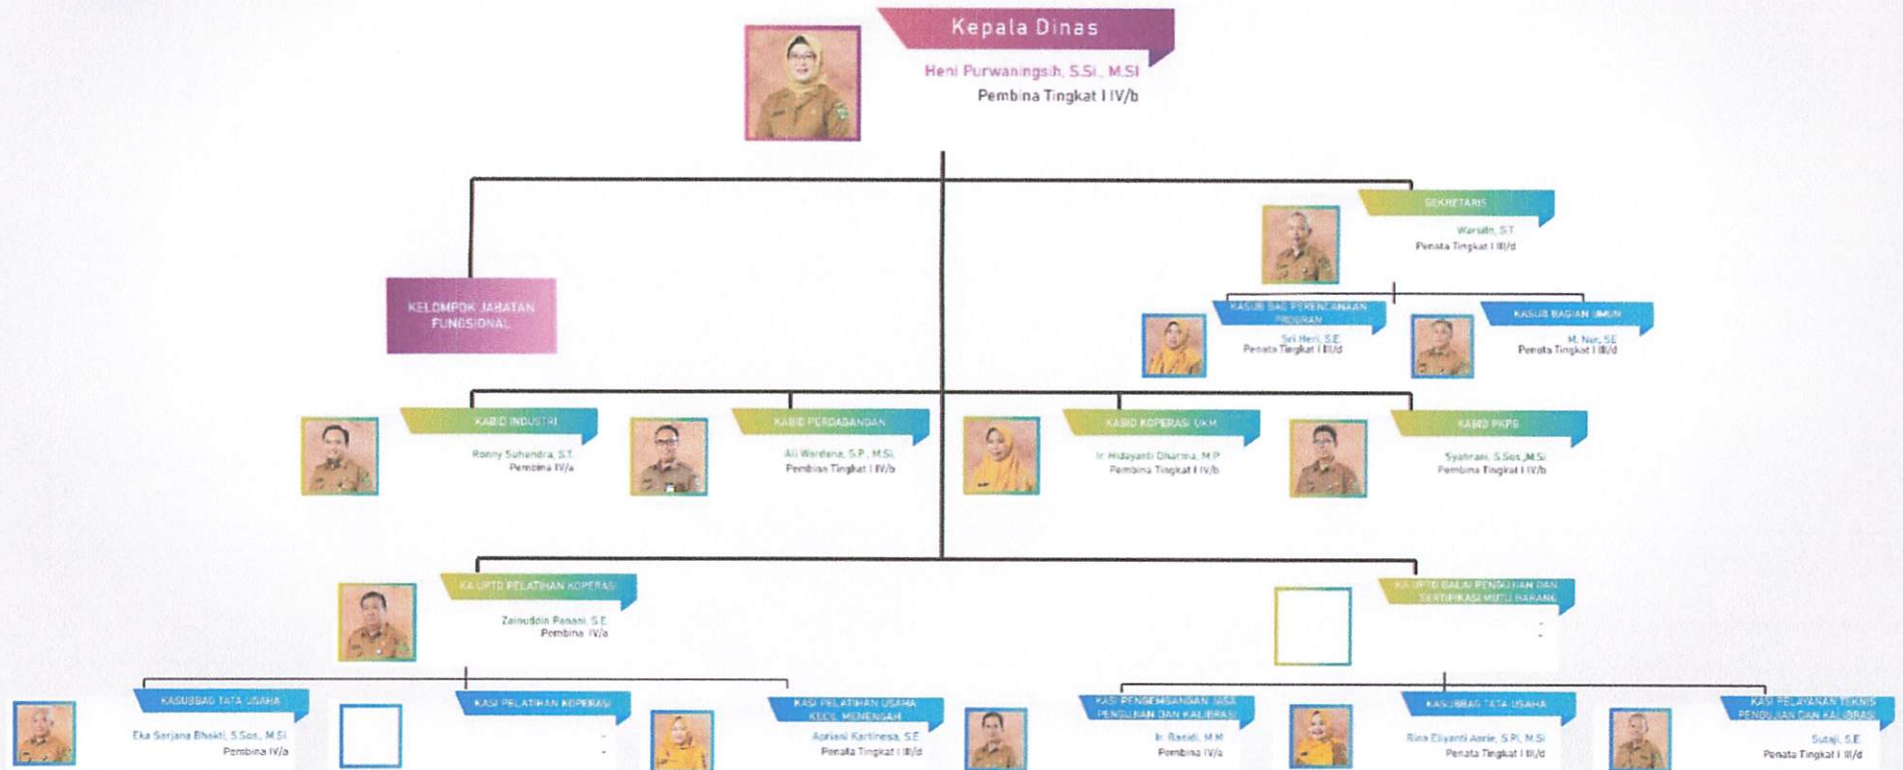 Kepala Dinas
Heni Purwaningsih, S.Si., M.SI
Pembina Tingkat I IV/b
SEKRETARIS
Penata Tingkat I III/d
KELOMPOK JABATAN
FUNGSIONAL
KASUB BAG PERENCANAAN
PROGRAM
Sri Heri, S.E.
Penata Tingkat I III/d
KASUB BAGIAN UMUM
M. Nur, SE
Penata Tingkat I III/d
KABID INDUSTRI
Ronny Suhendra, S.T.
Pembina IV/a
KABID PERDAGANGAN
Ali Wardana, S.P., M.Si.
Pembina Tingkat I IV/b
KABID KOPERASI UKM
Ir Hidayanti Dharma, M.P
Pembina Tingkat I IV/b
KABID
Syahrani, S.Sos.,M.Si
Pembina Tingkat I IV/b
KA UPTD PELATIHAN KOPERASI
Zainuddin Panani, S.E.
Pembina IV/a
KA UPTD BALAI PENGUJIAN DAN
SERTIFIKASI MUTU BARANG
-
-
KASUBBAG TATA USAHA
Eka Sarjana Bhakti, S.Sos., M.Si
Pembina IV/a
KASI PELATIHAN KOPERASI
-
-
KASI PELATIHAN USAHA
KECIL MENENGAH
Apriani Kartinesa, S.E
Penata Tingkat I III/d
KASI PENGEMBANGAN JASA
PENGUJIAN DAN KALIBRASI
Ir. Rasidi, M.M
Pembina IV/a
KASUBBAG TATA USAHA
Rina Eliyanti S.Pi, M.Si
Penata Tingkat I III/d
KASI PELAYANAN TEKNIS
PENGUJIAN DAN KALIBRASI
Sutaji, S.E.
Penata Tingkat I III/d